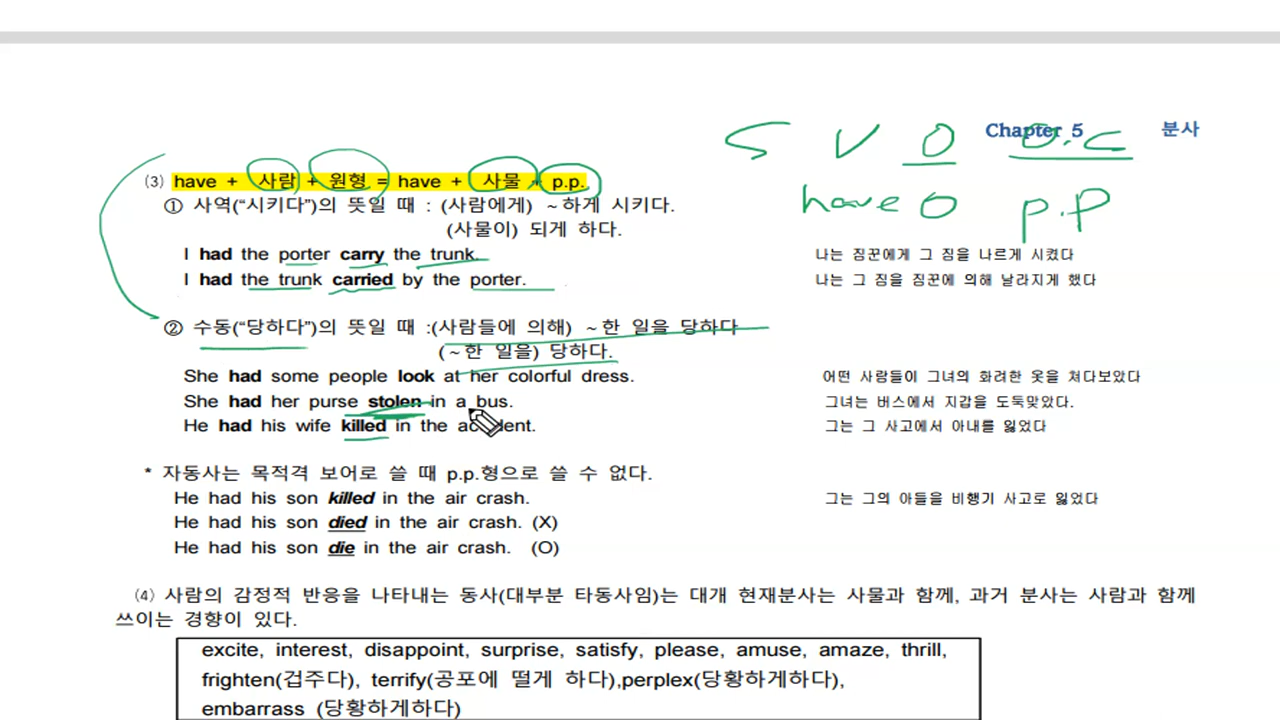 Chapter 5 분사
S V O O.C
have O p.p
(3) have + 사람 + 원형 = have + 사물 + p.p.
① 사역("시키다")의 뜻일 때 : (사람에게) ~하게 시키다.
(사물이) 되게 하다.
I had the porter carry the trunk. 나는 짐꾼에게 그 짐을 나르게 시켰다
I had the trunk carried by the porter. 나는 그 짐을 짐꾼에 의해 날라지게 했다
② 수동("당하다")의 뜻일 때 :(사람들에 의해) ~한 일을 당하다
(~한 일을) 당하다.
She had some people look at her colorful dress. 어떤 사람들이 그녀의 화려한 옷을 쳐다보았다
She had her purse stolen in a bus. 그녀는 버스에서 지갑을 도둑맞았다.
He had his wife killed in the accident. 그는 그 사고에서 아내를 잃었다
* 자동사는 목적격 보어로 쓸 때 p.p.형으로 쓸 수 없다.
He had his son killed in the air crash. 그는 그의 아들을 비행기 사고로 잃었다
He had his son died in the air crash. (X)
He had his son die in the air crash. (O)
(4) 사람의 감정적 반응을 나타내는 동사(대부분 타동사임)는 대개 현재분사는 사물과 함께, 과거 분사는 사람과 함께
쓰이는 경향이 있다.
excite, interest, disappoint, surprise, satisfy, please, amuse, amaze, thrill,
frighten(겁주다), terrify(공포에 떨게 하다),perplex(당황하게하다),
embarrass (당황하게하다)